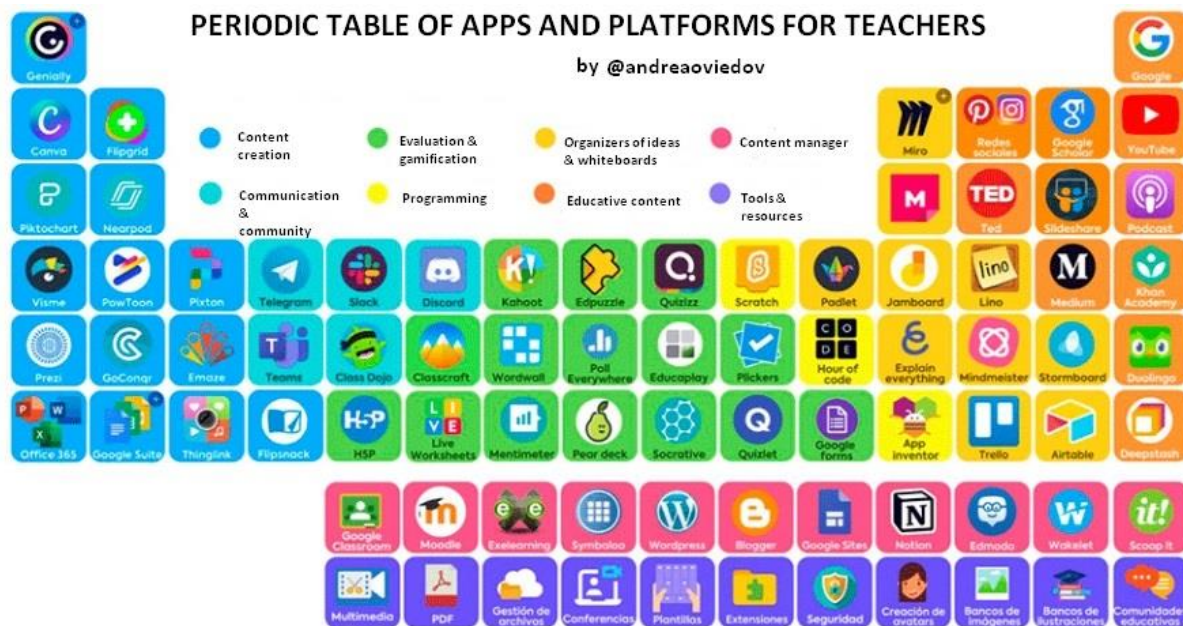 PERIODIC TABLE OF APPS AND PLATFORMS FOR TEACHERS
by @andreaoviedov
Genially
Google
Canva
Flipgrid
Content
creation
Evaluation &
gamification
Organizers of ideas
& whiteboards
Content manager
Miro
Redes
sociales
Google
Scholar
YouTube
Piktochart
Nearpod
Communication
&
community
Programming
Educative content
Tools &
resources
M
TED
Ted
Slideshare
Podcast
Visme
PowToon
Pixton
Telegram
Slack
Discord
K!
Kahoot
Edpuzzle
Quizizz
Scratch
Padlet
Jamboard
lino
Lino
M
Medium
Khan
Academy
Prezi
GoConqr
Emaze
Teams
Class Dojo
Classcraft
Wordwall
Poll
Everywhere
Educaplay
Plickers
CODE
Hour of
code
Explain
everything
Mindmeister
Stormboard
Duolingo
Office 365
Google Suite
Thinglink
Flipsnack
H5P
H5P
LIVE
Live
Worksheets
Mentimeter
Pear deck
Socrative
Quizlet
Google
forms
App
inventor
Trello
Airtable
Deepstash
Google
Classroom
Moodle
Exelearning
Symbaloo
Wordpress
Blogger
Google Sites
Notion
Edmodo
Wakelet
it!
Scoop it
Multimedia
PDF
Gestión de
archivos
Conferencias
Plantillas
Extensiones
Seguridad
Creación de
avatars
Bancos de
imágenes
Bancos de
ilustraciones
Comunidades
educativas